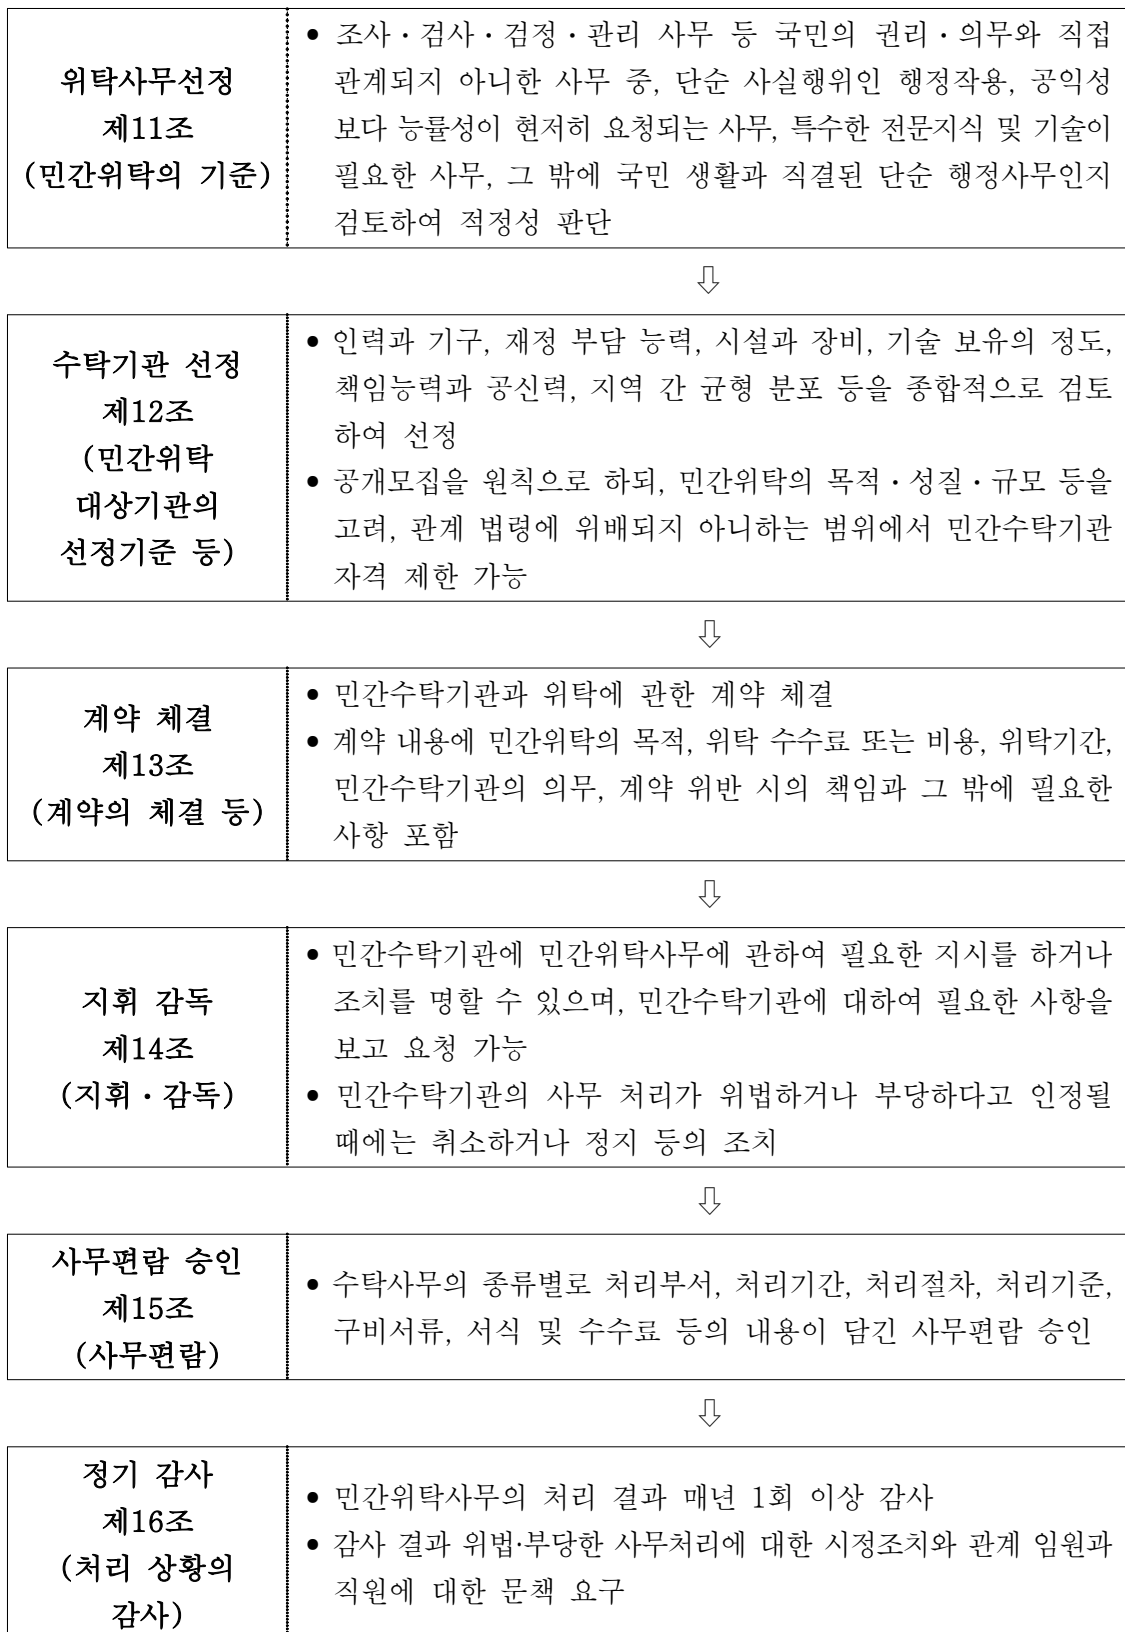 위탁사무선정
제11조
(민간위탁의 기준)
• 조사・검사・검정・관리 사무 등 국민의 권리・의무와 직접
관계되지 아니한 사무 중, 단순 사실행위인 행정작용, 공익성
보다 능률성이 현저히 요청되는 사무, 특수한 전문지식 및 기술이
필요한 사무, 그 밖에 국민 생활과 직결된 단순 행정사무인지
검토하여 적정성 판단
⇩
수탁기관 선정
제12조
(민간위탁
대상기관의
선정기준 등)
• 인력과 기구, 재정 부담 능력, 시설과 장비, 기술 보유의 정도,
책임능력과 공신력, 지역 간 균형 분포 등을 종합적으로 검토
하여 선정
• 공개모집을 원칙으로 하되, 민간위탁의 목적・성질・규모 등을
고려, 관계 법령에 위배되지 아니하는 범위에서 민간수탁기관
자격 제한 가능
⇩
계약 체결
제13조
(계약의 체결 등)
• 민간수탁기관과 위탁에 관한 계약 체결
• 계약 내용에 민간위탁의 목적, 위탁 수수료 또는 비용, 위탁기간,
민간수탁기관의 의무, 계약 위반 시의 책임과 그 밖에 필요한
사항 포함
⇩
지휘 감독
제14조
(지휘・감독)
• 민간수탁기관에 민간위탁사무에 관하여 필요한 지시를 하거나
조치를 명할 수 있으며, 민간수탁기관에 대하여 필요한 사항을
보고 요청 가능
• 민간수탁기관의 사무 처리가 위법하거나 부당하다고 인정될
때에는 취소하거나 정지 등의 조치
⇩
사무편람 승인
제15조
(사무편람)
• 수탁사무의 종류별로 처리부서, 처리기간, 처리절차, 처리기준,
구비서류, 서식 및 수수료 등의 내용이 담긴 사무편람 승인
⇩
정기 감사
제16조
(처리 상황의
감사)
• 민간위탁사무의 처리 결과 매년 1회 이상 감사
• 감사 결과 위법·부당한 사무처리에 대한 시정조치와 관계 임원과
직원에 대한 문책 요구